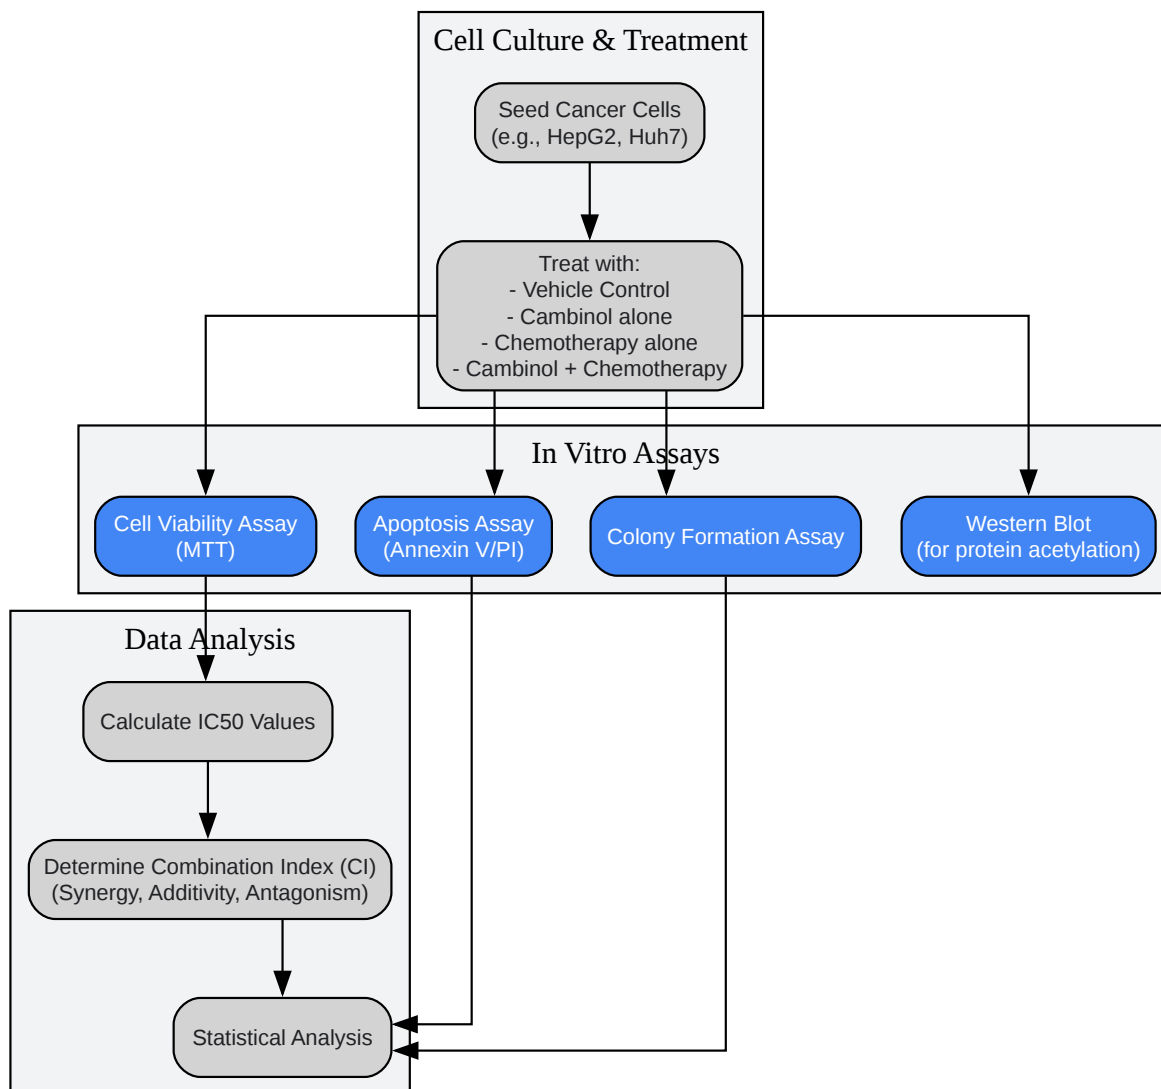 Cell Culture & Treatment
Seed Cancer Cells
(e.g., HepG2, Huh7)
Treat with:
- Vehicle Control
- Cambinol alone
- Chemotherapy alone
- Cambinol + Chemotherapy
In Vitro Assays
Cell Viability Assay
(MTT)
Apoptosis Assay
(Annexin V/PI)
Colony Formation Assay
Western Blot
(for protein acetylation)
Data Analysis
Calculate IC50 Values
Determine Combination Index (CI)
(Synergy, Additivity, Antagonism)
Statistical Analysis